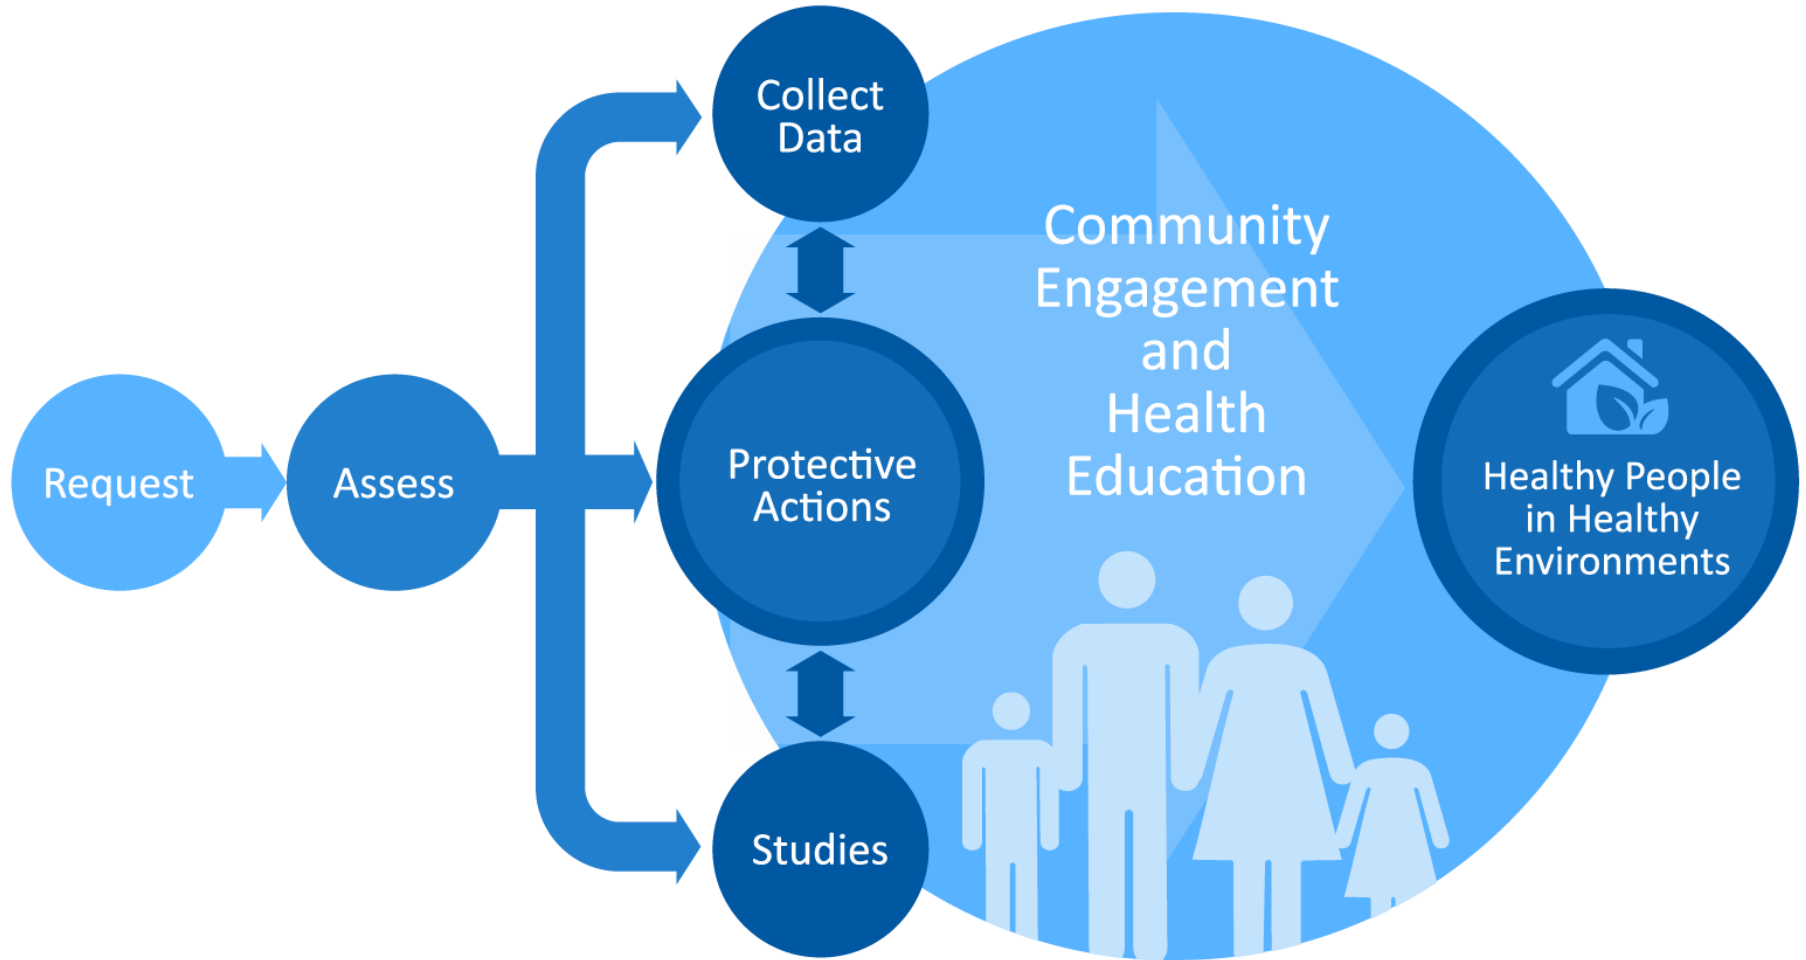 Request
Assess
Collect
Data
Protective
Actions
Studies
Community
Engagement
and
Health
Education
Healthy People
in Healthy
Environments